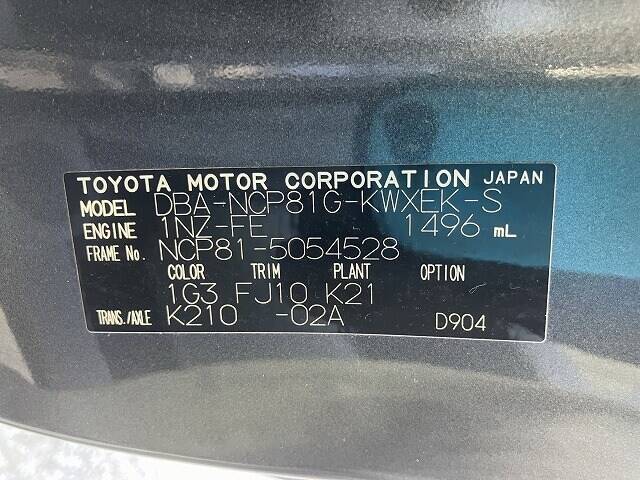 TOYOTA MOTOR CORPORATION JAPAN
MODEL DBA-NCP81G-KWXEK-S
ENGINE 1NZ-FE 1496 mL
FRAME No. NCP81-5054528
COLOR TRIM PLANT OPTION
1G3 FJ10 K21
TRANS./AXLE K210 -02A D904